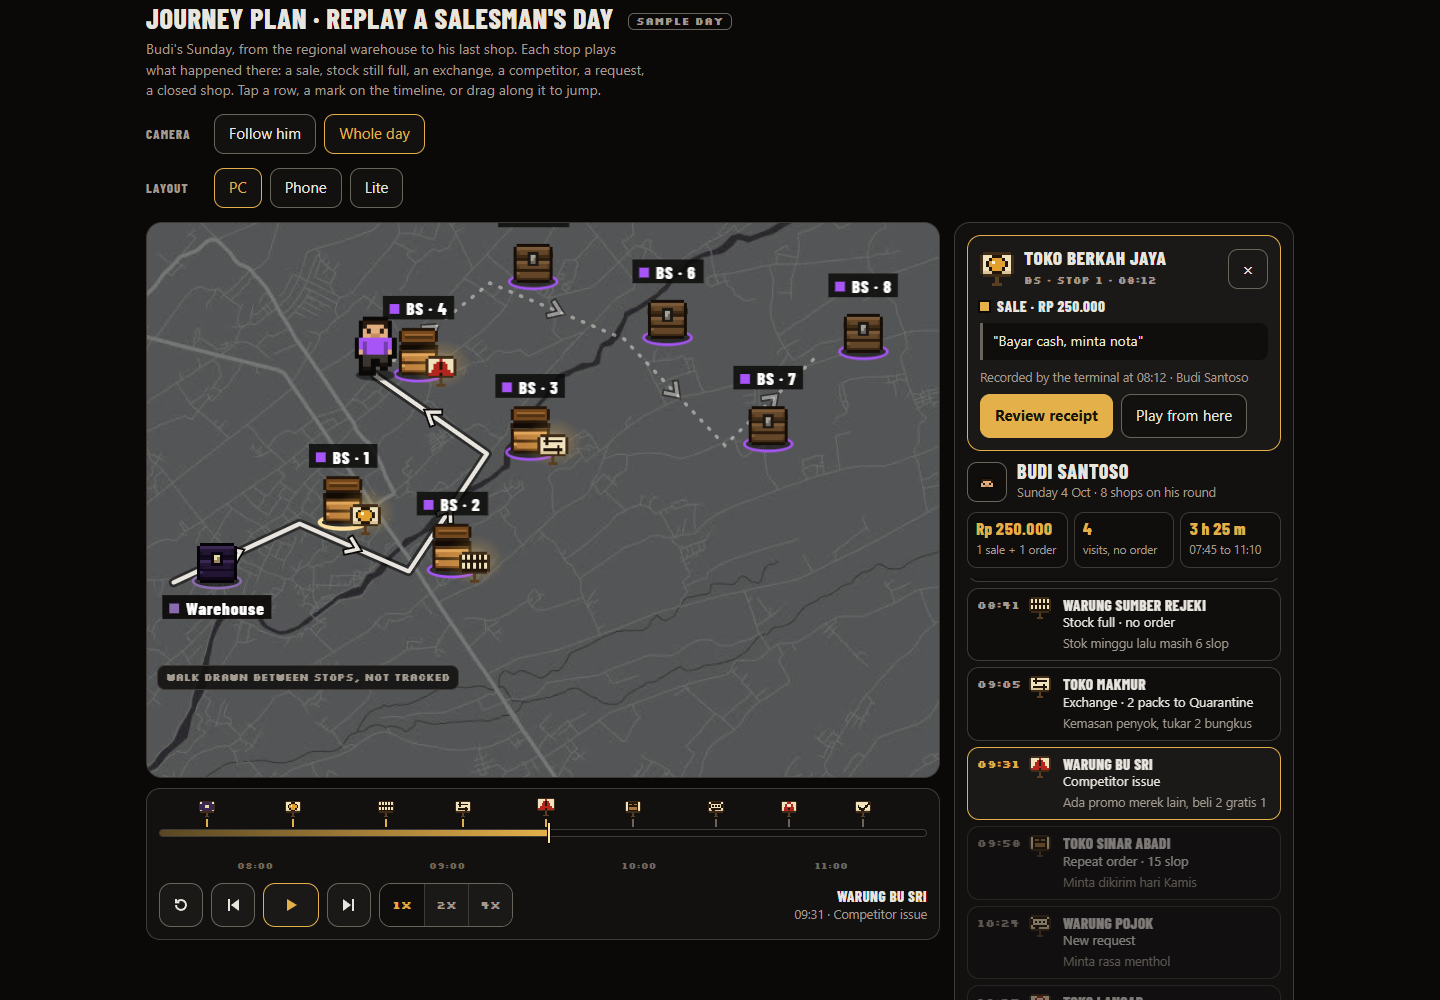 JOURNEY PLAN · REPLAY A SALESMAN'S DAY
SAMPLE DAY
Budi's Sunday, from the regional warehouse to his last shop. Each stop plays
what happened there: a sale, stock still full, an exchange, a competitor, a request,
a closed shop. Tap a row, a mark on the timeline, or drag along it to jump.
CAMERA
Follow him
Whole day
LAYOUT
PC
Phone
Lite
BS · 6
BS · 8
BS · 4
BS · 7
BS · 3
BS · 1
BS · 2
Warehouse
WALK DRAWN BETWEEN STOPS, NOT TRACKED
08:00
09:00
10:00
11:00
1X
2X
4X
WARUNG BU SRI
09:31 · Competitor issue
TOKO BERKAH JAYA
BS · STOP 1 · 08:12
×
SALE · RP 250.000
"Bayar cash, minta nota"
Recorded by the terminal at 08:12 · Budi Santoso
Review receipt
Play from here
BUDI SANTOSO
Sunday 4 Oct · 8 shops on his round
Rp 250.000
1 sale + 1 order
4
visits, no order
3 h 25 m
07:45 to 11:10
08:41
WARUNG SUMBER REJEKI
Stock full · no order
Stok minggu lalu masih 6 slop
09:05
TOKO MAKMUR
Exchange · 2 packs to Quarantine
Kemasan penyok, tukar 2 bungkus
09:31
WARUNG BU SRI
Competitor issue
Ada promo merek lain, beli 2 gratis 1
09:58
TOKO SINAR ABADI
Repeat order · 15 slop
Minta dikirim hari Kamis
10:24
WARUNG POJOK
New request
Minta rasa menthol